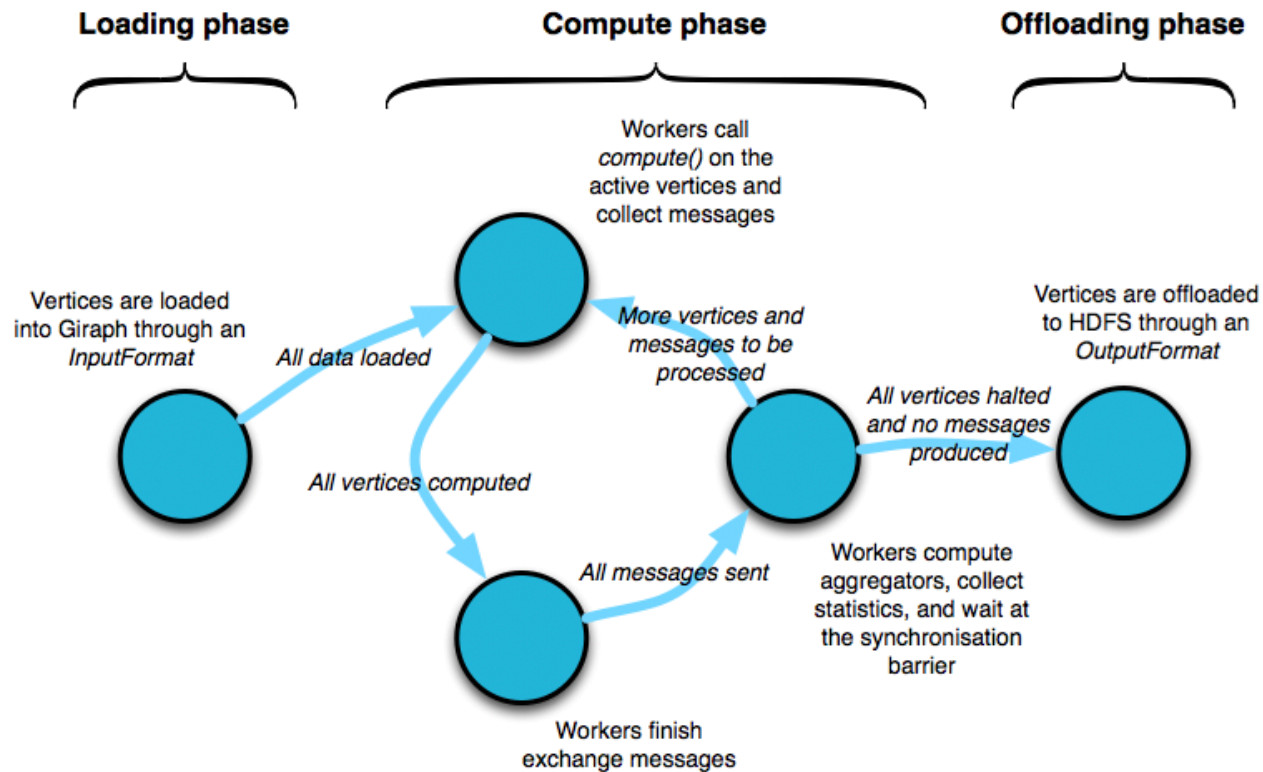 Loading phase
Compute phase
Offloading phase
Workers call
compute() on the
active vertices and
collect messages
Vertices are loaded
into Giraph through an
InputFormat
All data loaded
More vertices and
messages to be
processed
Vertices are offloaded
to HDFS through an
OutputFormat
All vertices halted
and no messages
produced
All vertices computed
All messages sent
Workers compute
aggregators, collect
statistics, and wait at
the synchronisation
barrier
Workers finish
exchange messages